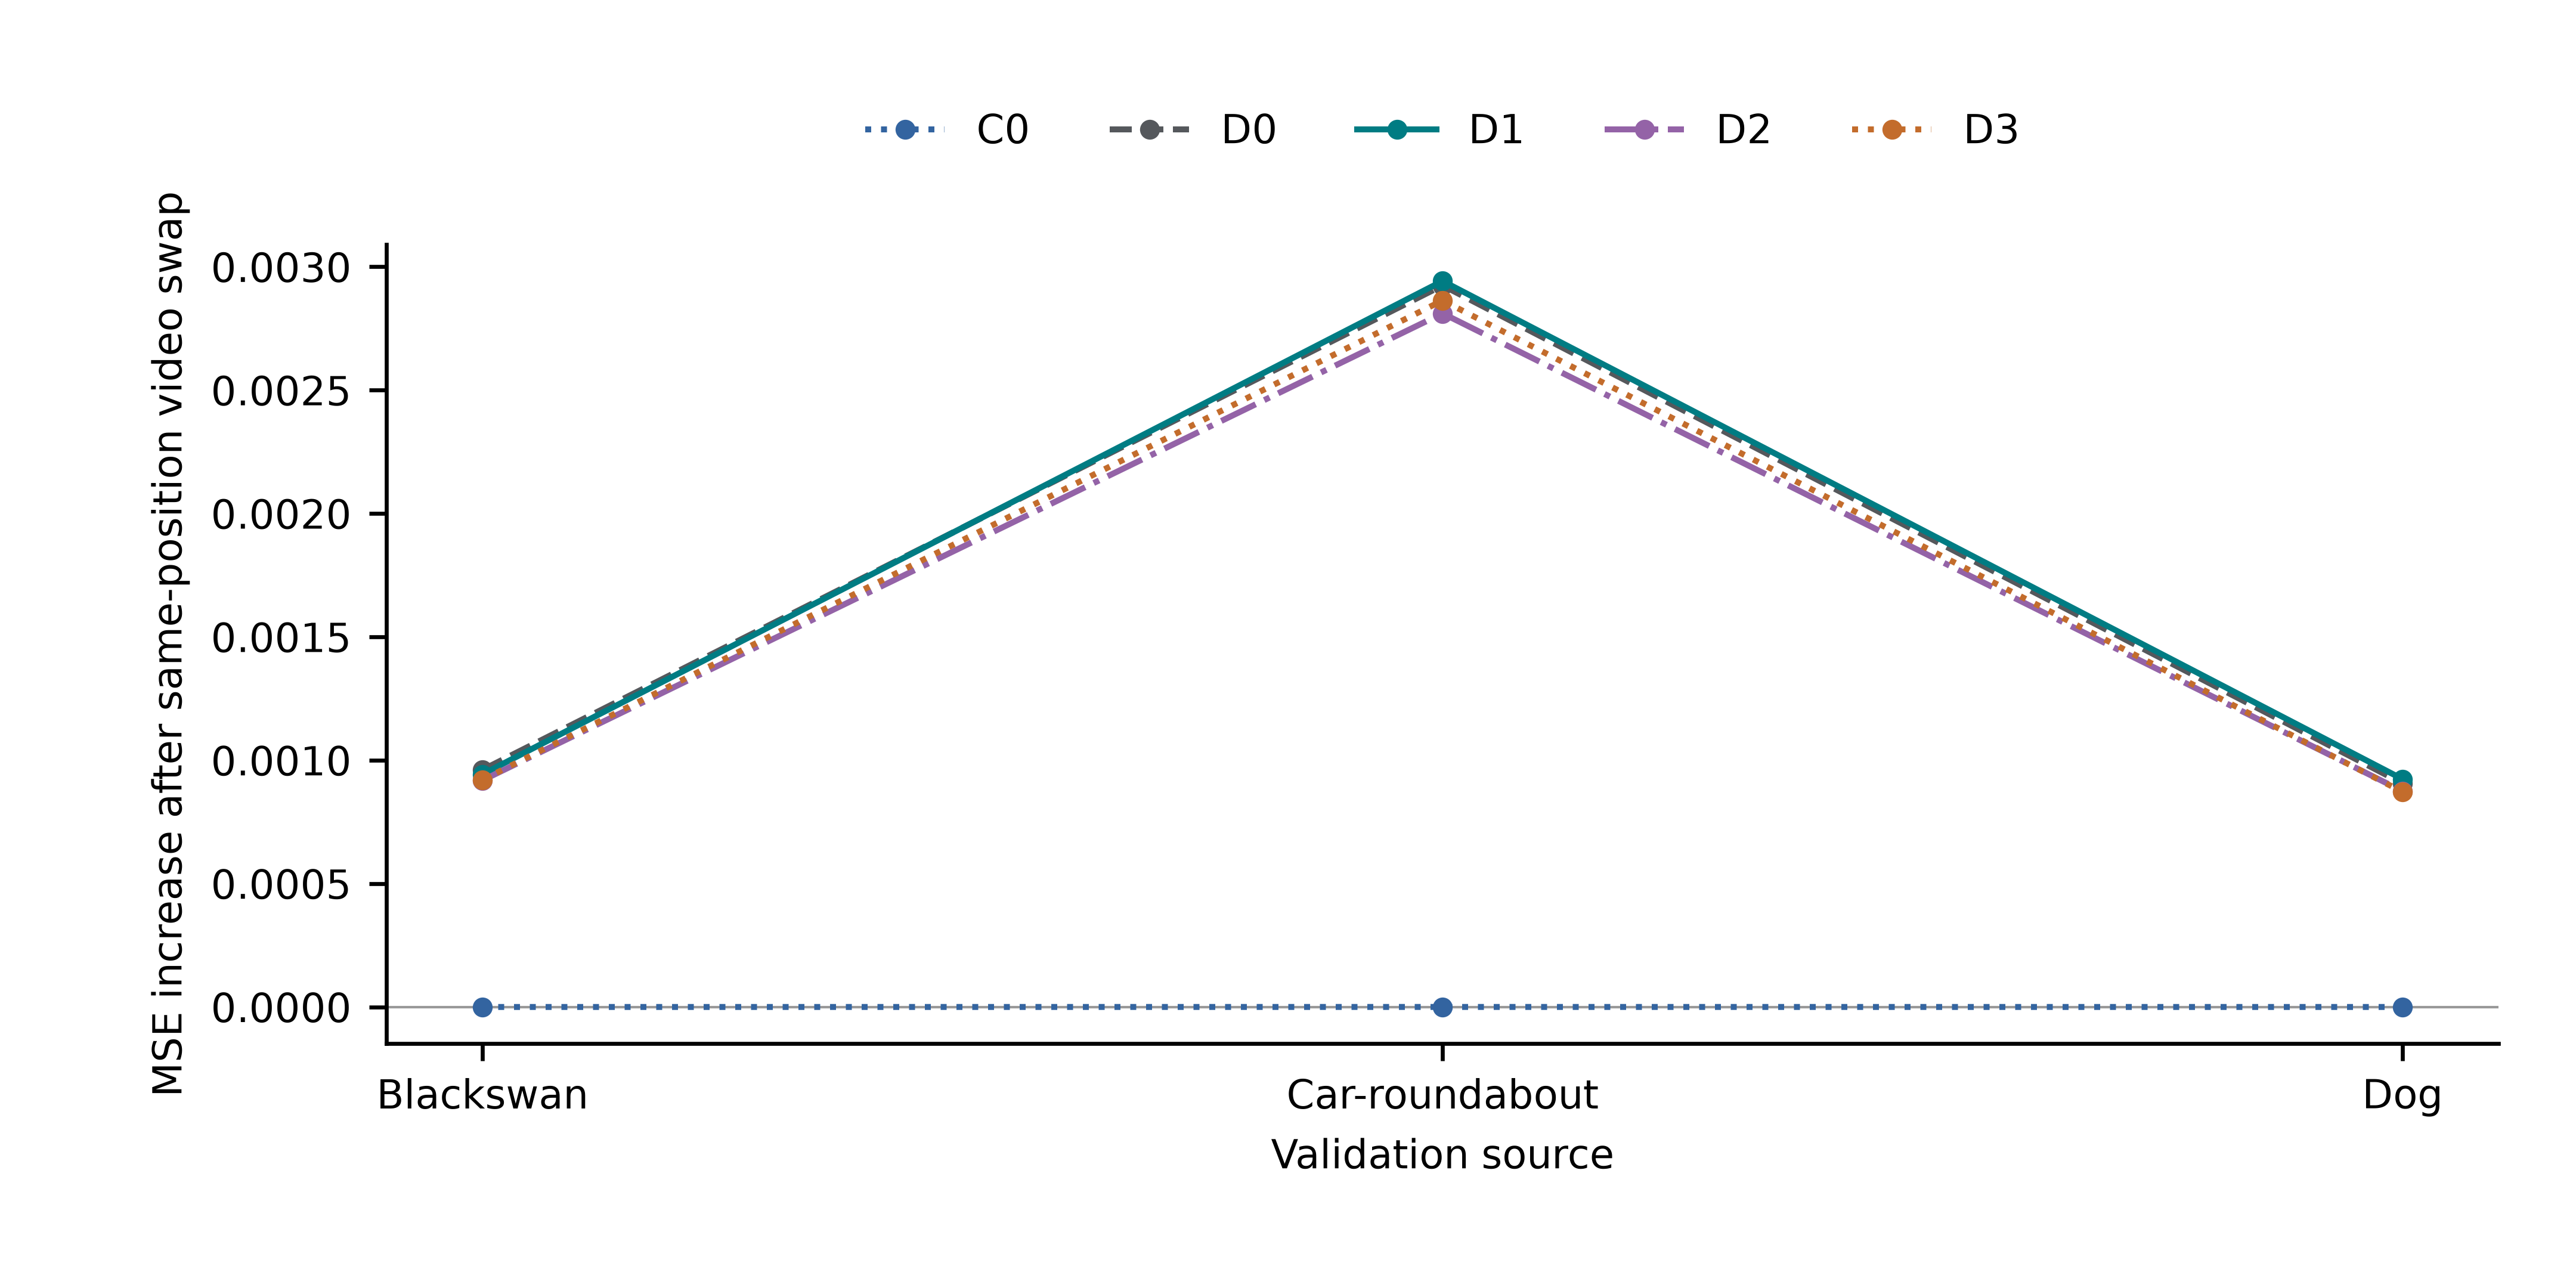 C0 D0 D1 D2 D3
MSE increase after same-position video swap
0.0030
0.0025
0.0020
0.0015
0.0010
0.0005
0.0000
Blackswan Car-roundabout Dog
Validation source